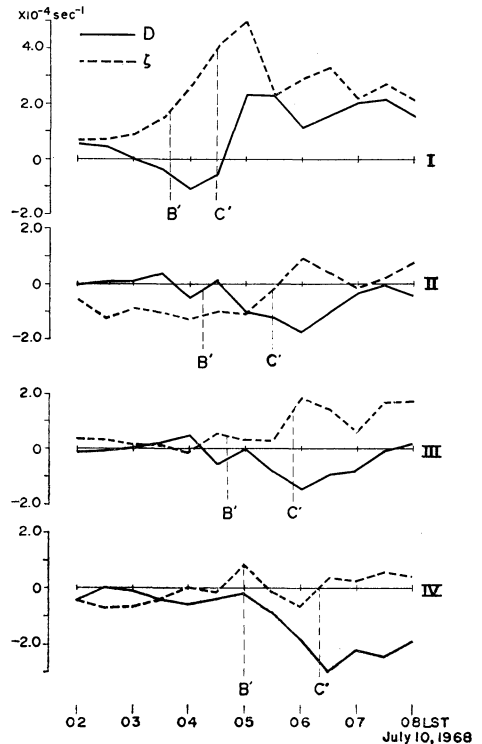 x10⁻⁴ sec⁻¹
D
ζ
4.0
2.0
0
-2.0
B' C'
I
2.0
0
-2.0
B' C'
II
2.0
0
-2.0
B' C'
III
2.0
0
-2.0
B' C'
IV
02 03 04 05 06 07 08 LST
July 10, 1968